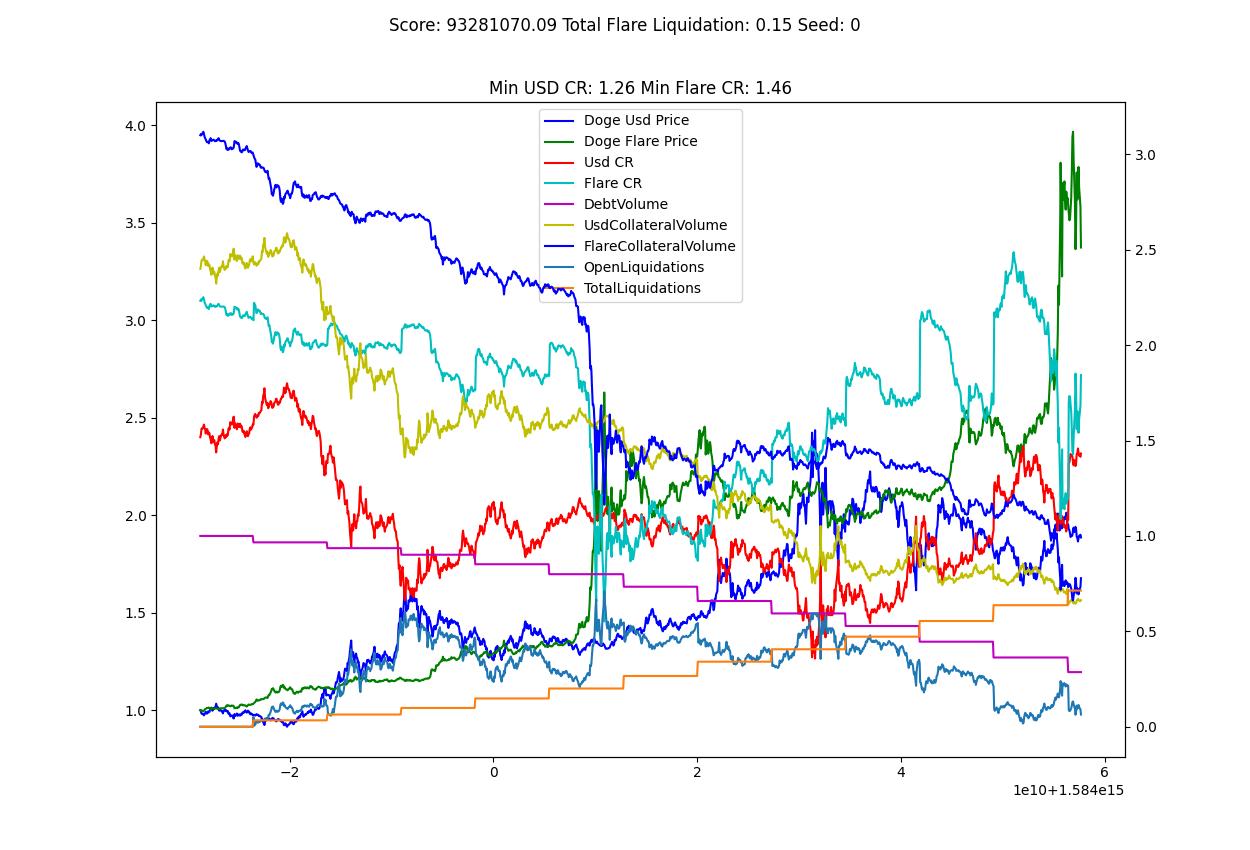 Score: 93281070.09 Total Flare Liquidation: 0.15 Seed: 0
Min USD CR: 1.26 Min Flare CR: 1.46
Doge Usd Price
Doge Flare Price
Usd CR
Flare CR
DebtVolume
UsdCollateralVolume
FlareCollateralVolume
OpenLiquidations
TotalLiquidations
4.0
3.5
3.0
2.5
2.0
1.5
1.0
3.0
2.5
2.0
1.5
1.0
0.5
0.0
−2 0 2 4 6
1e10+1.584e15